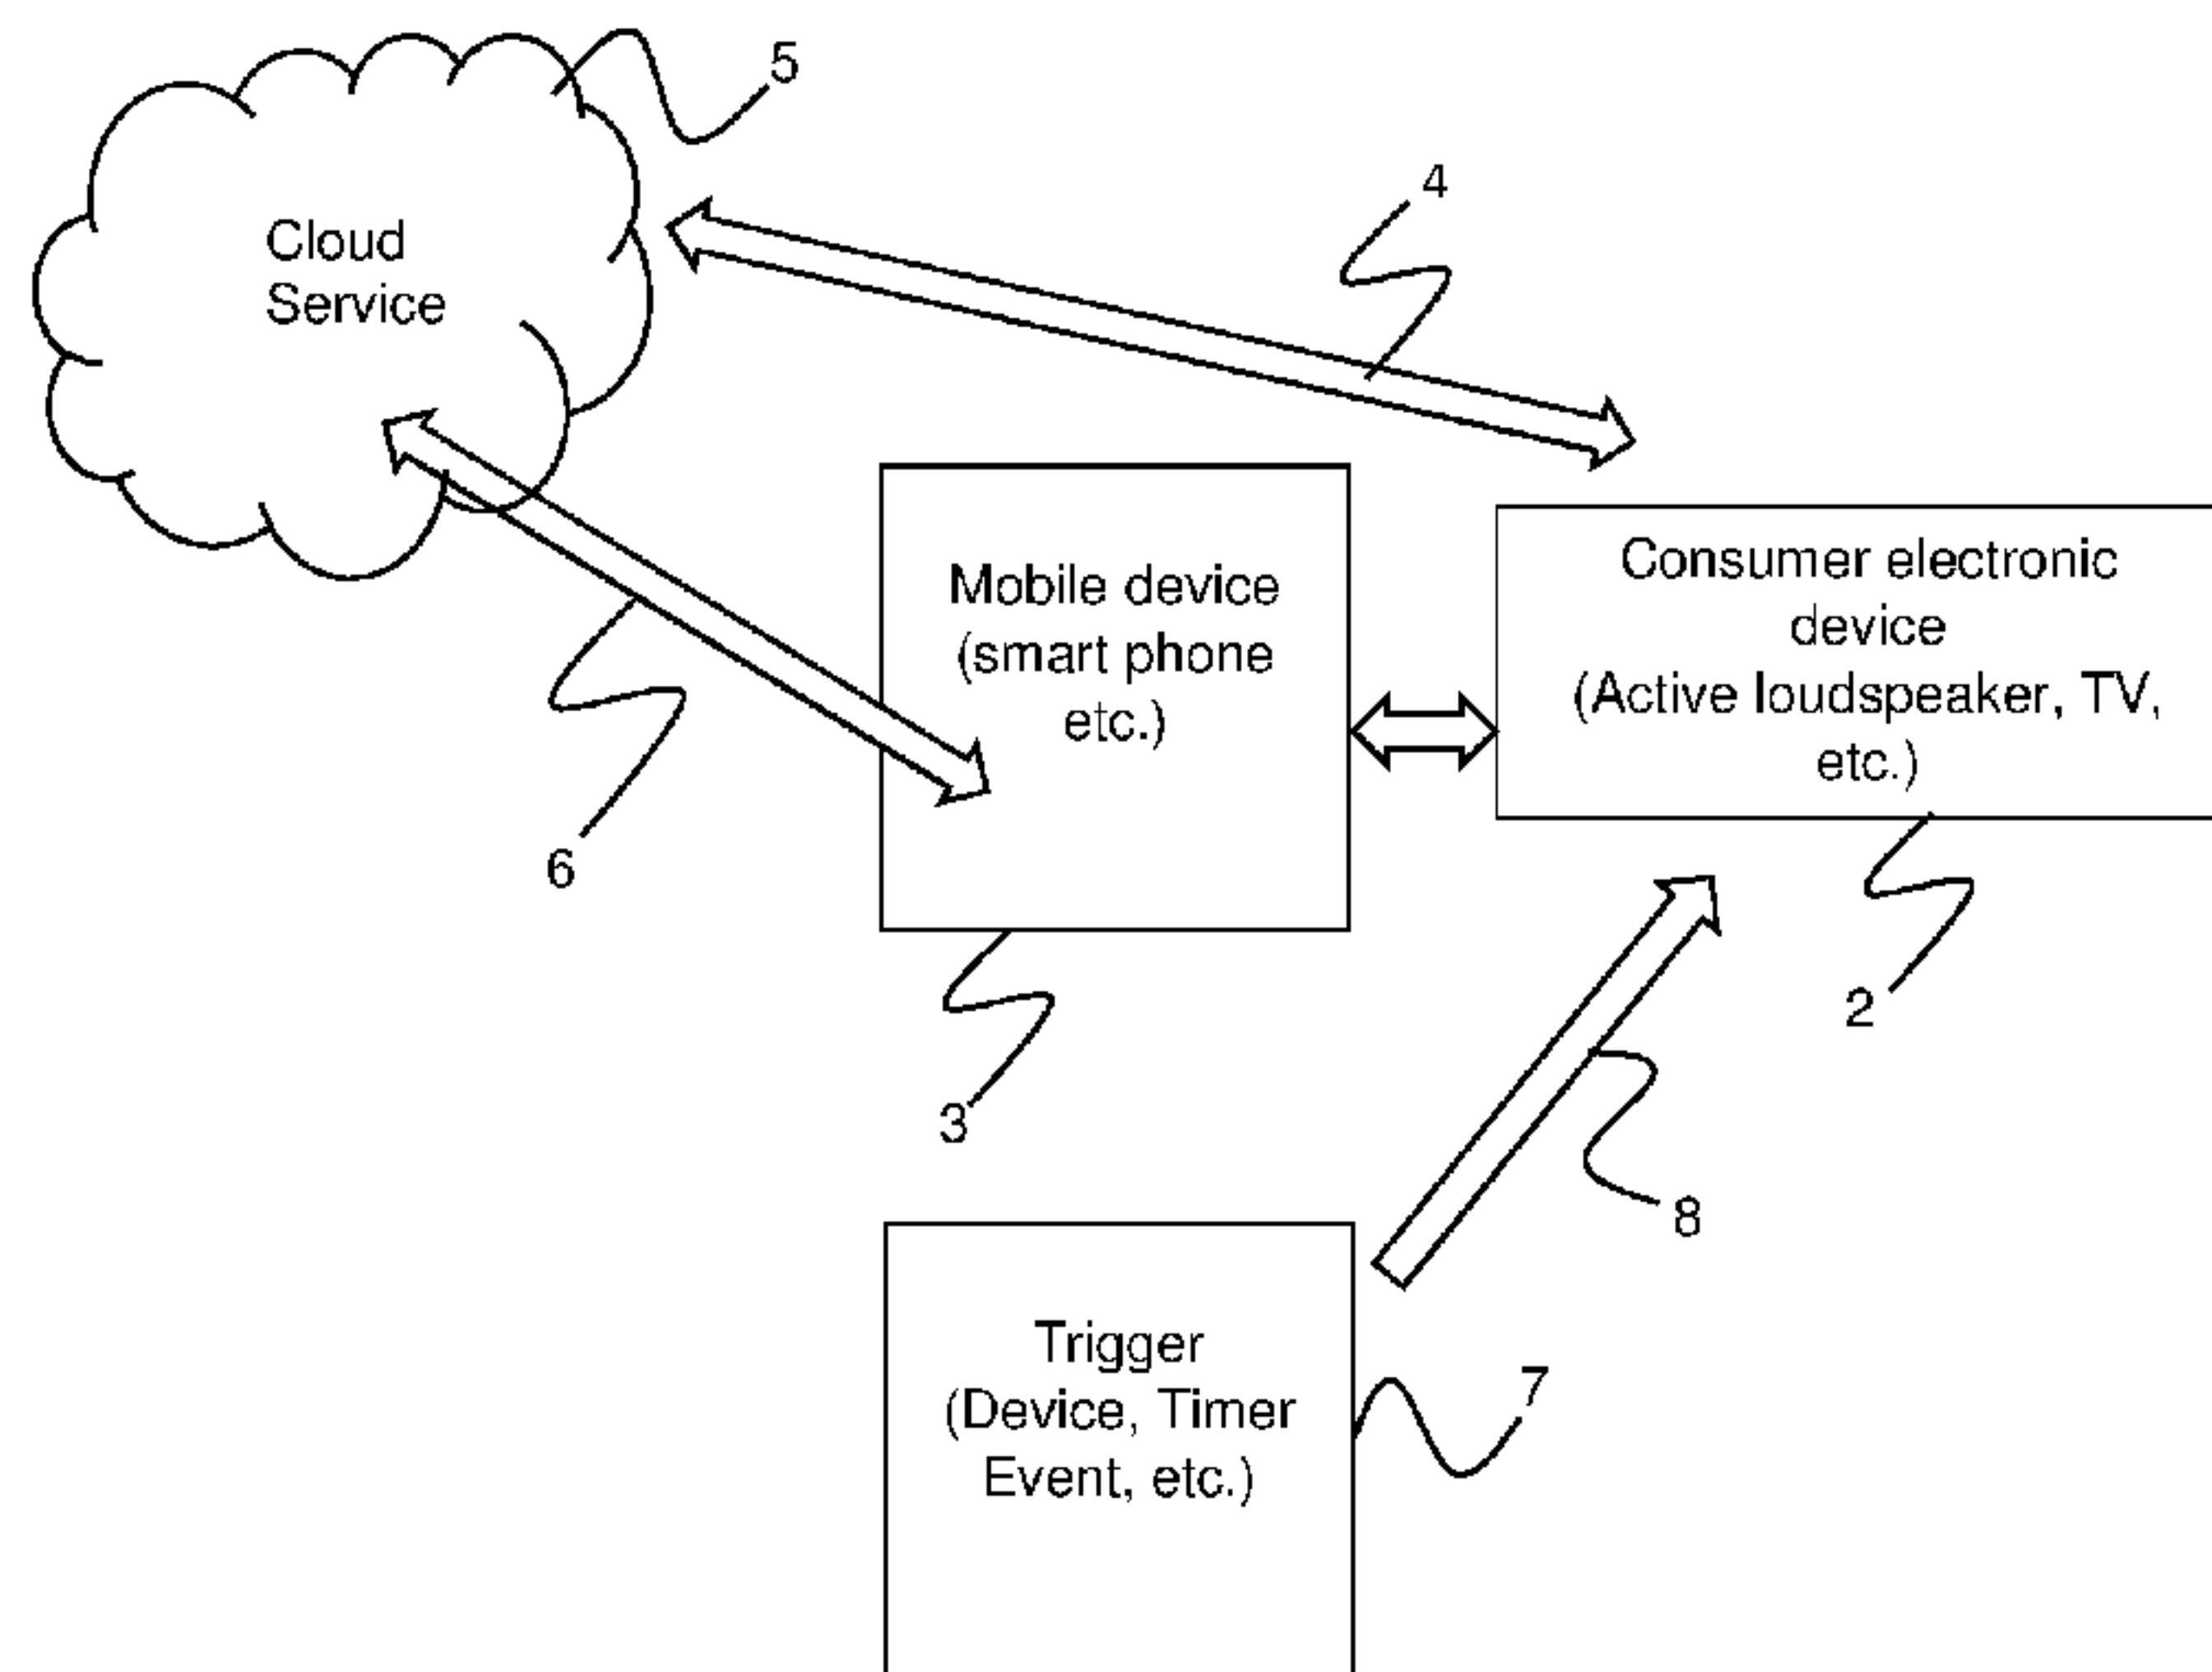 5
4
Cloud
Service
Mobile device
(smart phone
etc.)
Consumer electronic
device
(Active loudspeaker, TV,
etc.)
6
2
3
8
Trigger
(Device, Timer
Event, etc.)
7